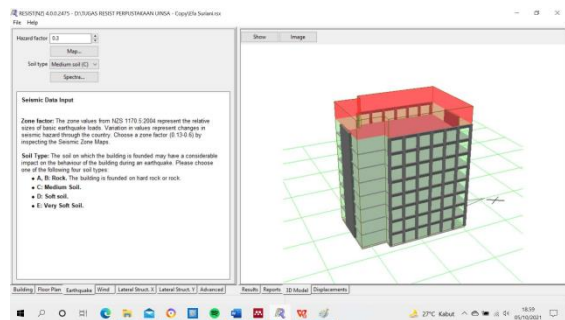 RESIST(NZ) 4.0.0.2475 - D:\TUGAS RESIST PERPUSTAKAAN UINSA - Copy\Efa Suriani.rsx
File Help
Hazard factor 0.3
Map...
Soil type Medium soil (C)
Spectra...
Show Image
Seismic Data Input
Zone factor: The zone values from NZS 1170.5:2004 represent the relative
sizes of basic earthquake loads. Variation in values represent changes in
seismic hazard through the country. Choose a zone factor (0.13-0.6) by
inspecting the Seismic Zone Maps.
Soil Type: The soil on which the building is founded may have a considerable
impact on the behaviour of the building during an earthquake. Please choose
one of the following four soil types:
• A, B: Rock. The building is founded on hard rock or rock.
• C: Medium Soil.
• D: Soft soil.
• E: Very Soft Soil.
Building Floor Plan Earthquake Wind Lateral Struct. X Lateral Struct. Y Advanced
Results Reports 3D Model Displacements
27°C Kabut
18:59
05/10/2021